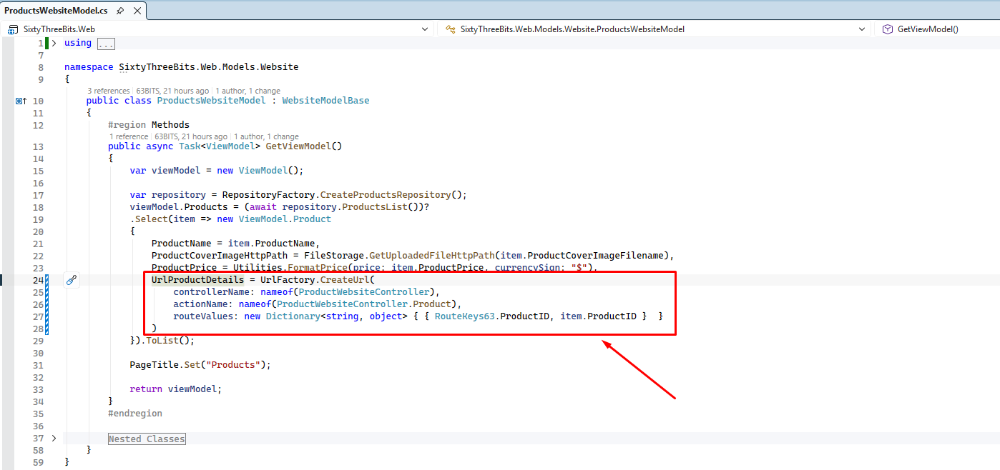 ProductsWebsiteModel.cs
SixtyThreeBits.Web SixtyThreeBits.Web.Models.Website.ProductsWebsiteModel GetViewModel()
1 using ...
7
8 namespace SixtyThreeBits.Web.Models.Website
9 {
3 references | 63BITS, 21 hours ago | 1 author, 1 change
10 public class ProductsWebsiteModel : WebsiteModelBase
11 {
12 #region Methods
1 reference | 63BITS, 21 hours ago | 1 author, 1 change
13 public async Task<ViewModel> GetViewModel()
14 {
15 var viewModel = new ViewModel();
16
17 var repository = RepositoryFactory.CreateProductsRepository();
18 viewModel.Products = (await repository.ProductsList())?
19 .Select(item => new ViewModel.Product
20 {
21 ProductName = item.ProductName,
22 ProductCoverImageHttpPath = FileStorage.GetUploadedFileHttpPath(item.ProductCoverImageFilename),
23 ProductPrice = Utilities.FormatPrice(price: item.ProductPrice, currencySign: "$"),
24 UrlProductDetails = UrlFactory.CreateUrl(
25 controllerName: nameof(ProductWebsiteController),
26 actionName: nameof(ProductWebsiteController.Product),
27 routeValues: new Dictionary<string, object> { { RouteKeys63.ProductID, item.ProductID } }
28 )
29 }).ToList();
30
31 PageTitle.Set("Products");
32
33 return viewModel;
34 }
35 #endregion
36
37 Nested Classes
58 }
59 }